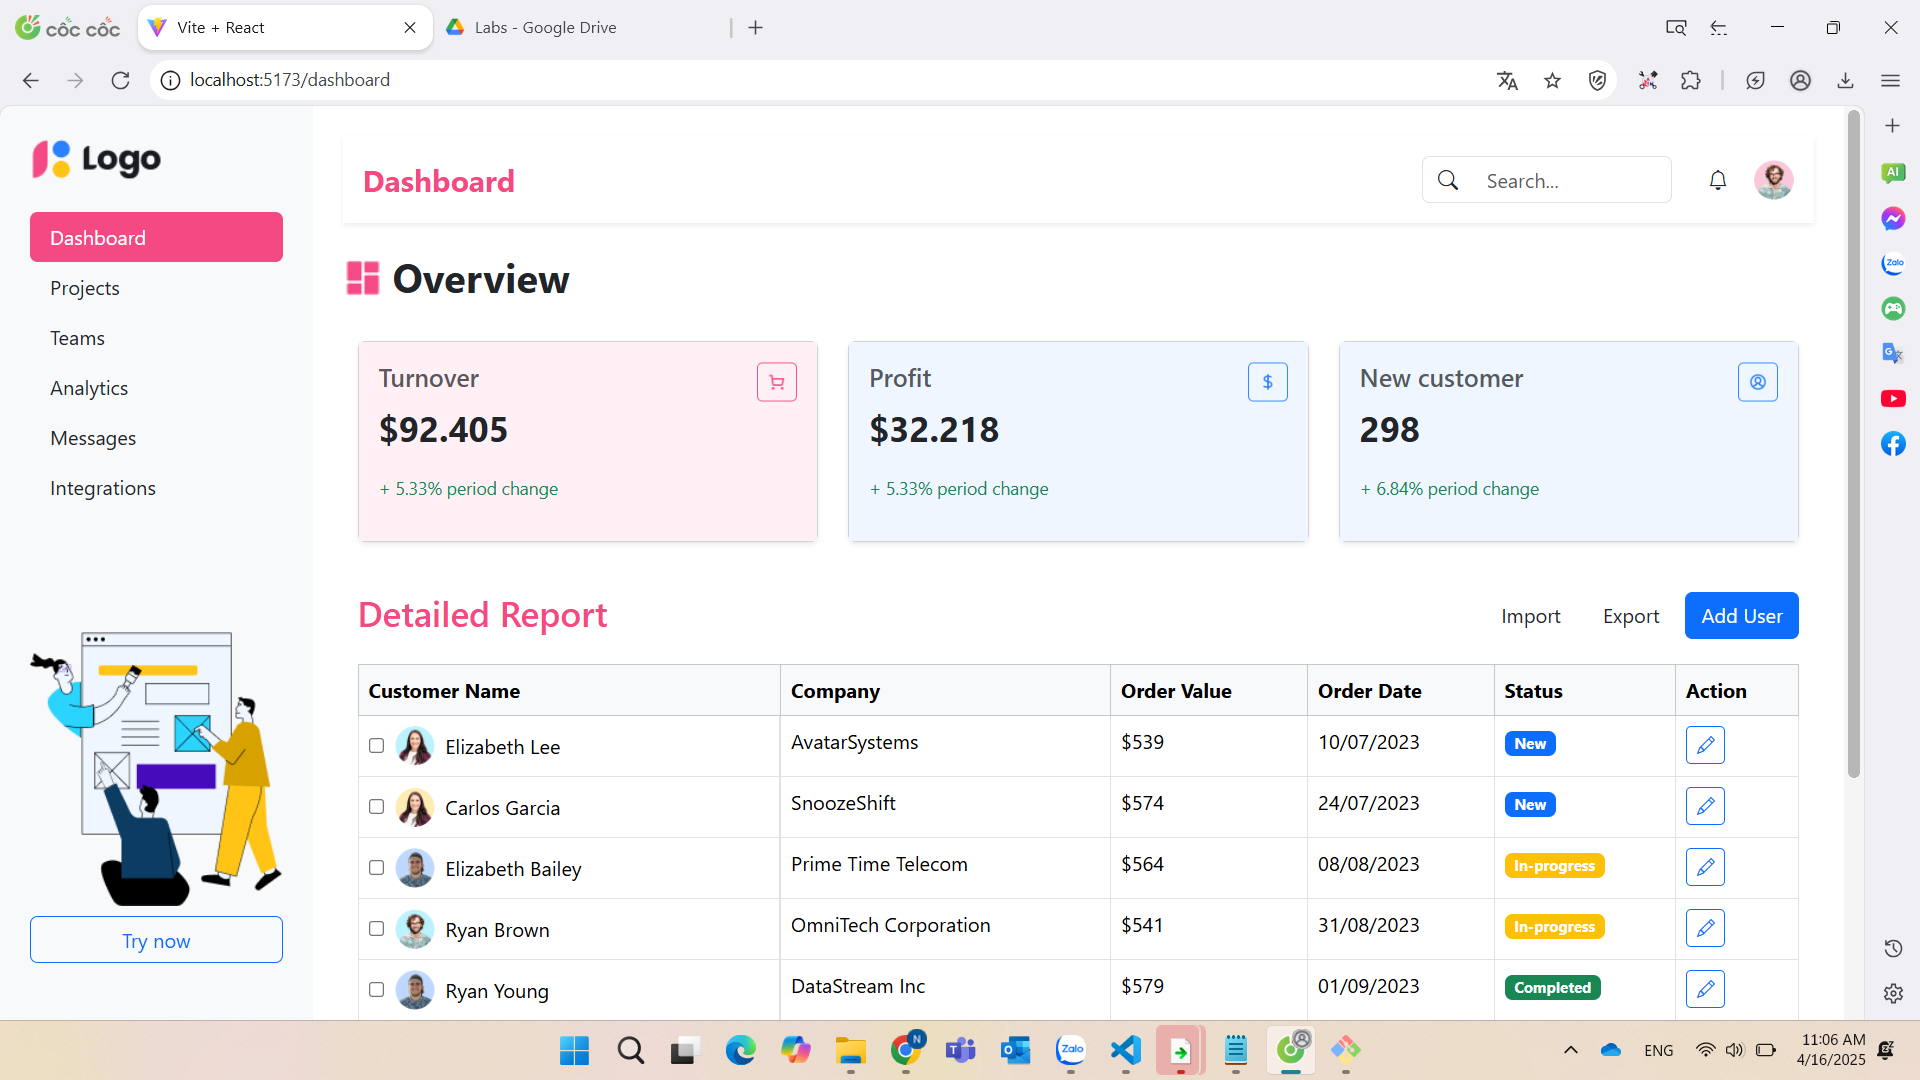 cốc cốc
Vite + React
Labs - Google Drive
localhost:5173/dashboard
Logo
Dashboard
Projects
Teams
Analytics
Messages
Integrations
Try now
Dashboard
Search...
Overview
Turnover
$92.405
+ 5.33% period change
Profit
$
$32.218
+ 5.33% period change
New customer
298
+ 6.84% period change
Detailed Report
Import
Export
Add User
Customer Name Company Order Value Order Date Status Action
Elizabeth Lee AvatarSystems $539 10/07/2023 New
Carlos Garcia SnoozeShift $574 24/07/2023 New
Elizabeth Bailey Prime Time Telecom $564 08/08/2023 In-progress
Ryan Brown OmniTech Corporation $541 31/08/2023 In-progress
Ryan Young DataStream Inc $579 01/09/2023 Completed
AI
Zalo
G
N
Zalo
ENG
11:06 AM
4/16/2025